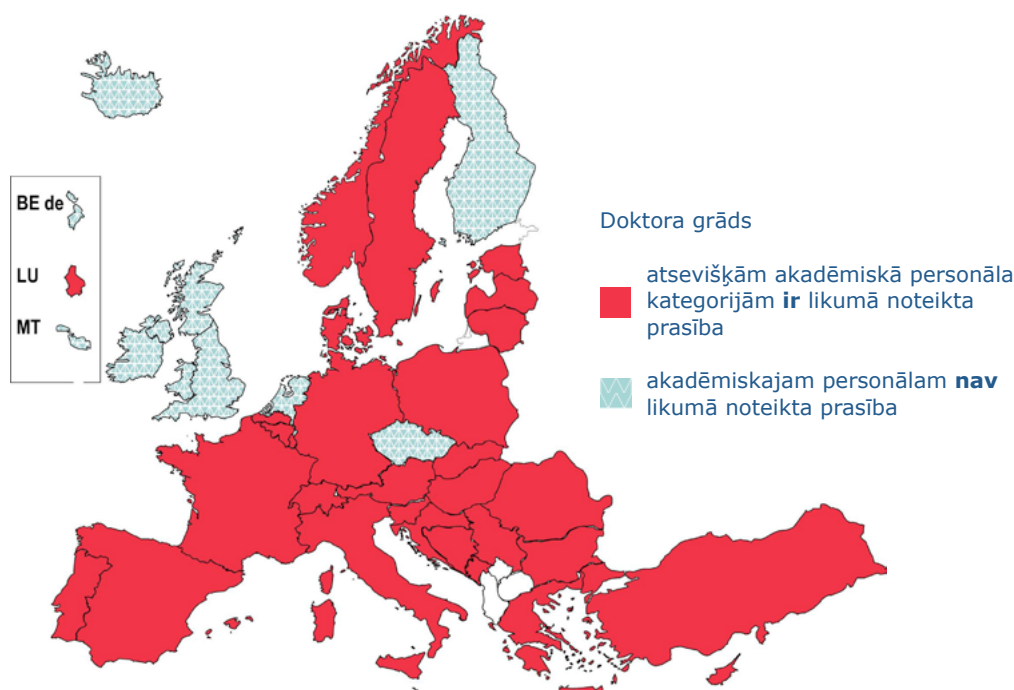 BE de
LU
MT
Doktora grāds
atsevišķām akadēmiskā personāla
kategorijām ir likumā noteikta
prasība
akadēmiskajam personālam nav
likumā noteikta prasība